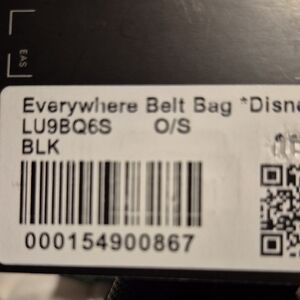 EAS
Everywhere Belt Bag *Disne
LU9BQ6S O/S
BLK
000154900867